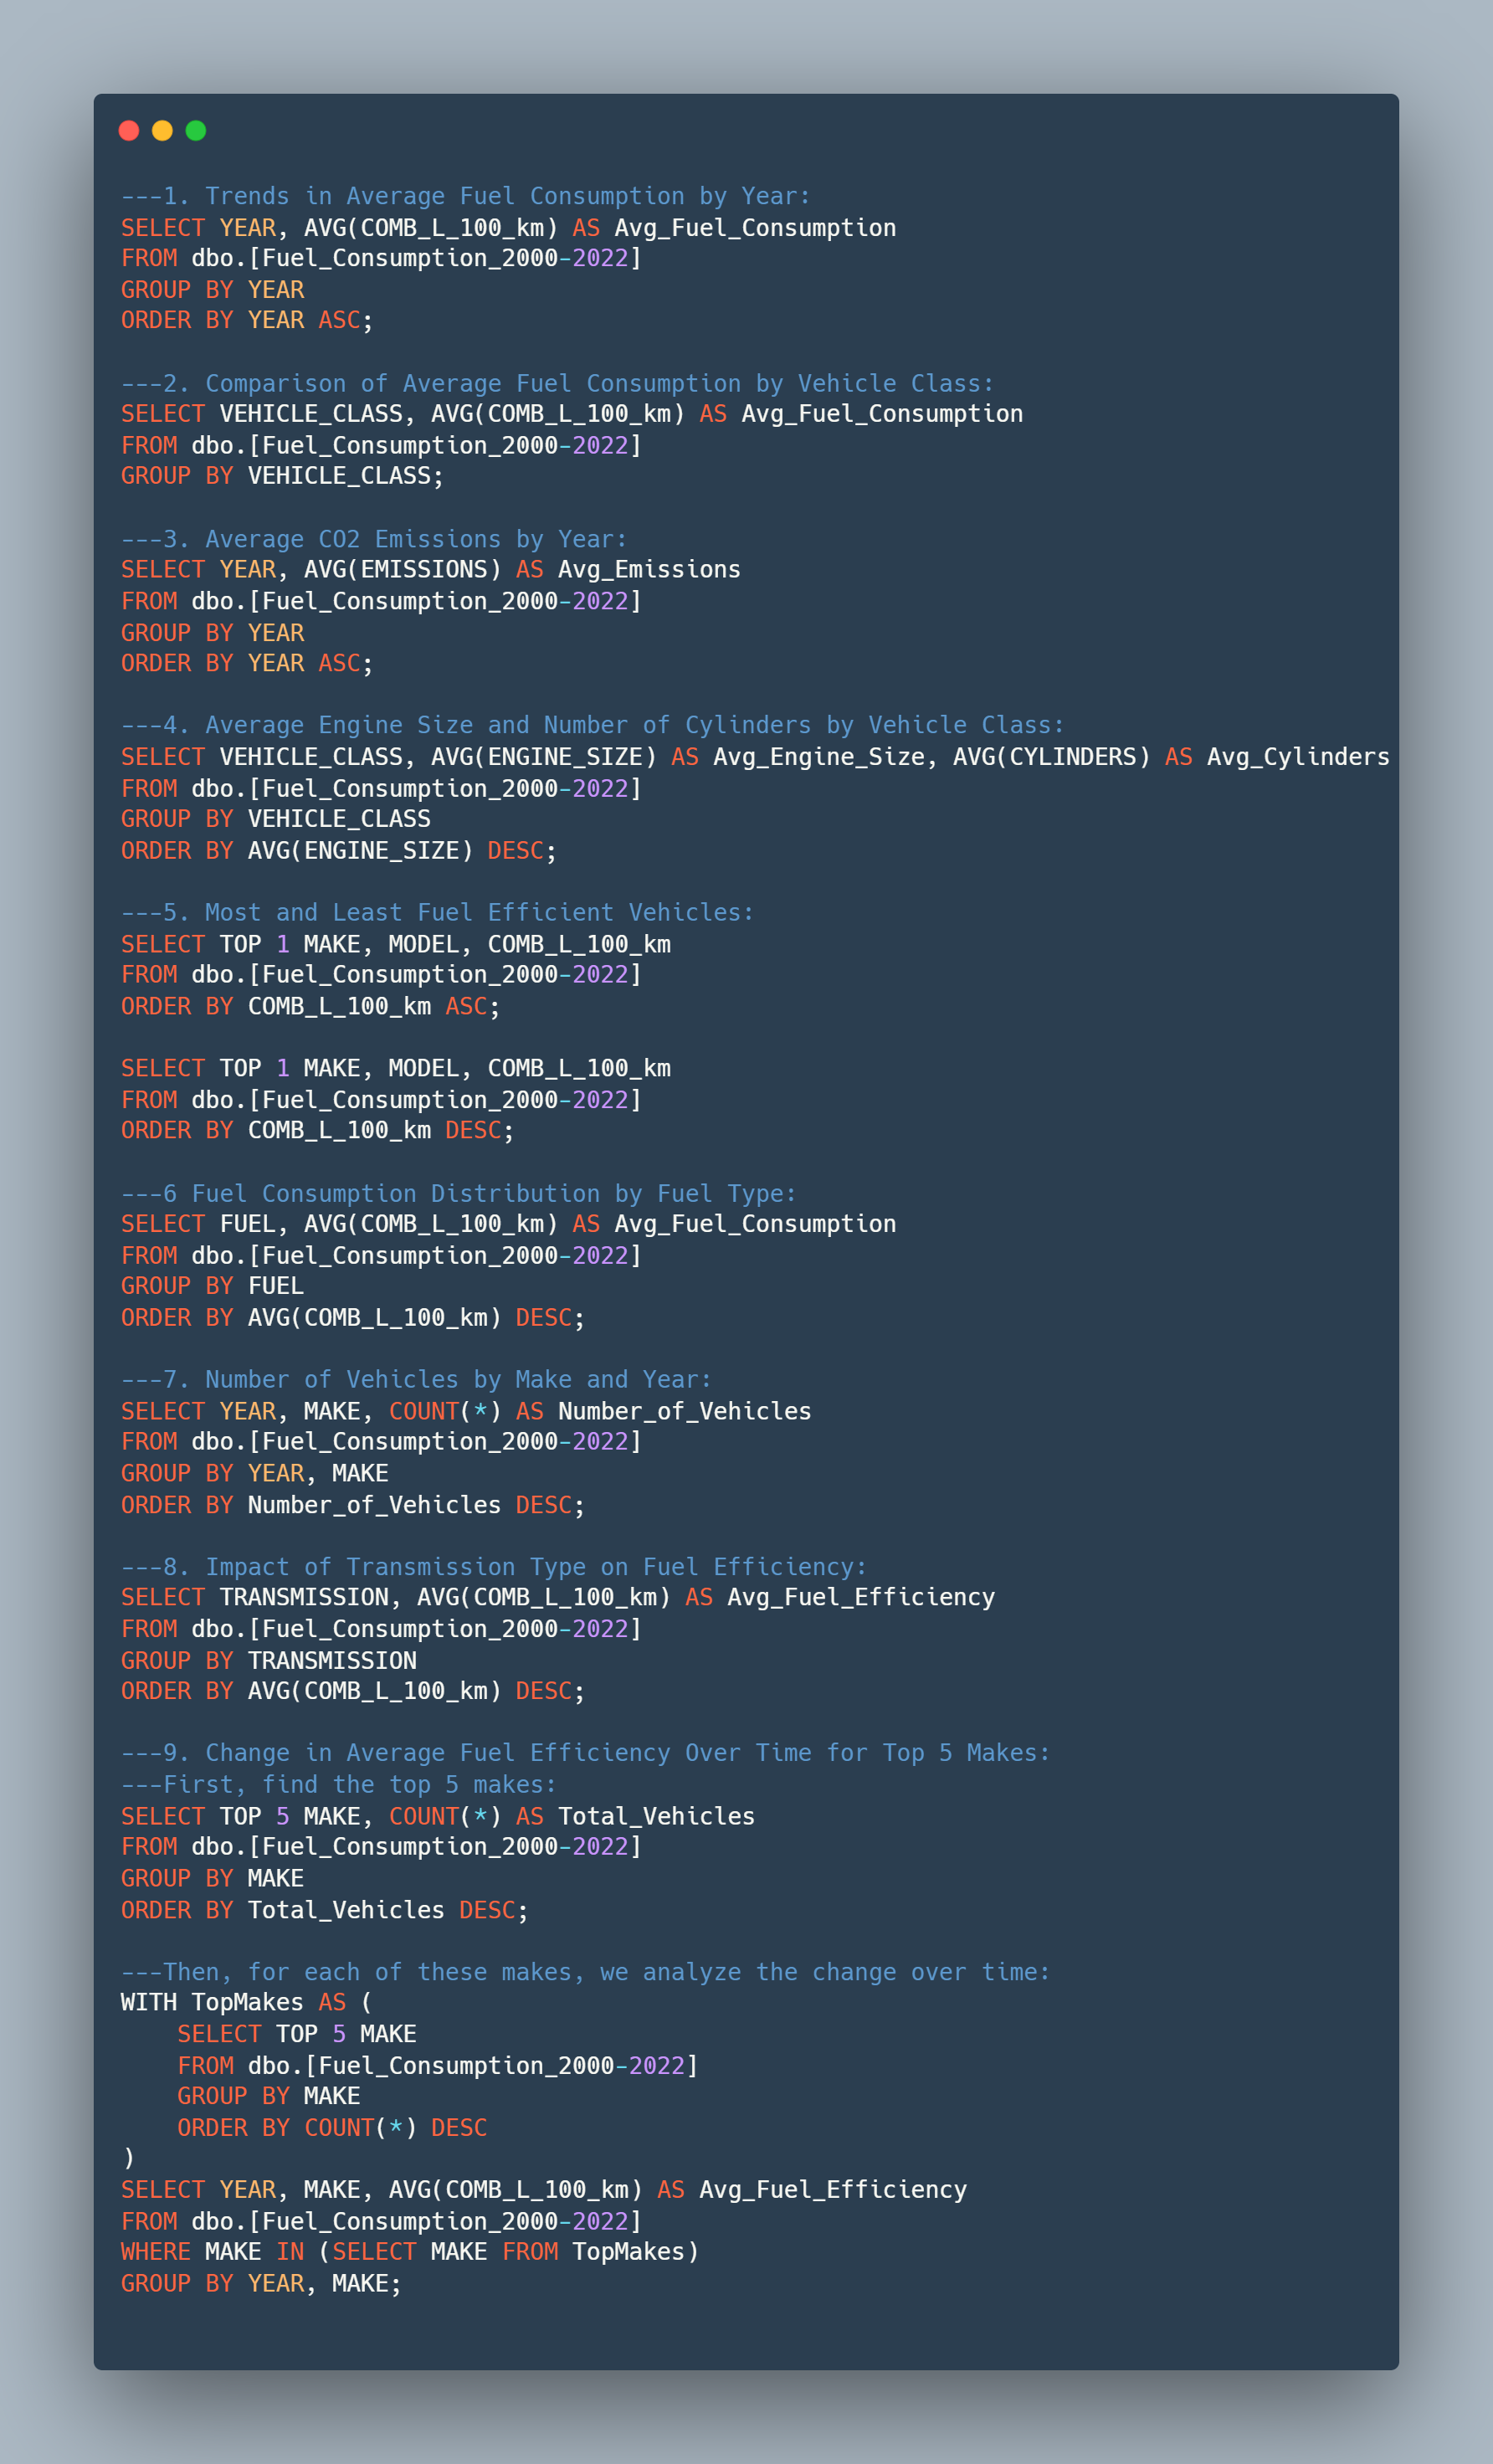 ---1. Trends in Average Fuel Consumption by Year:
SELECT YEAR, AVG(COMB_L_100_km) AS Avg_Fuel_Consumption
FROM dbo.[Fuel_Consumption_2000-2022]
GROUP BY YEAR
ORDER BY YEAR ASC;

---2. Comparison of Average Fuel Consumption by Vehicle Class:
SELECT VEHICLE_CLASS, AVG(COMB_L_100_km) AS Avg_Fuel_Consumption
FROM dbo.[Fuel_Consumption_2000-2022]
GROUP BY VEHICLE_CLASS;

---3. Average CO2 Emissions by Year:
SELECT YEAR, AVG(EMISSIONS) AS Avg_Emissions
FROM dbo.[Fuel_Consumption_2000-2022]
GROUP BY YEAR
ORDER BY YEAR ASC;

---4. Average Engine Size and Number of Cylinders by Vehicle Class:
SELECT VEHICLE_CLASS, AVG(ENGINE_SIZE) AS Avg_Engine_Size, AVG(CYLINDERS) AS Avg_Cylinders
FROM dbo.[Fuel_Consumption_2000-2022]
GROUP BY VEHICLE_CLASS
ORDER BY AVG(ENGINE_SIZE) DESC;

---5. Most and Least Fuel Efficient Vehicles:
SELECT TOP 1 MAKE, MODEL, COMB_L_100_km
FROM dbo.[Fuel_Consumption_2000-2022]
ORDER BY COMB_L_100_km ASC;

SELECT TOP 1 MAKE, MODEL, COMB_L_100_km
FROM dbo.[Fuel_Consumption_2000-2022]
ORDER BY COMB_L_100_km DESC;

---6 Fuel Consumption Distribution by Fuel Type:
SELECT FUEL, AVG(COMB_L_100_km) AS Avg_Fuel_Consumption
FROM dbo.[Fuel_Consumption_2000-2022]
GROUP BY FUEL
ORDER BY AVG(COMB_L_100_km) DESC;

---7. Number of Vehicles by Make and Year:
SELECT YEAR, MAKE, COUNT(*) AS Number_of_Vehicles
FROM dbo.[Fuel_Consumption_2000-2022]
GROUP BY YEAR, MAKE
ORDER BY Number_of_Vehicles DESC;

---8. Impact of Transmission Type on Fuel Efficiency:
SELECT TRANSMISSION, AVG(COMB_L_100_km) AS Avg_Fuel_Efficiency
FROM dbo.[Fuel_Consumption_2000-2022]
GROUP BY TRANSMISSION
ORDER BY AVG(COMB_L_100_km) DESC;

---9. Change in Average Fuel Efficiency Over Time for Top 5 Makes:
---First, find the top 5 makes:
SELECT TOP 5 MAKE, COUNT(*) AS Total_Vehicles
FROM dbo.[Fuel_Consumption_2000-2022]
GROUP BY MAKE
ORDER BY Total_Vehicles DESC;

---Then, for each of these makes, we analyze the change over time:
WITH TopMakes AS (
    SELECT TOP 5 MAKE
    FROM dbo.[Fuel_Consumption_2000-2022]
    GROUP BY MAKE
    ORDER BY COUNT(*) DESC
)
SELECT YEAR, MAKE, AVG(COMB_L_100_km) AS Avg_Fuel_Efficiency
FROM dbo.[Fuel_Consumption_2000-2022]
WHERE MAKE IN (SELECT MAKE FROM TopMakes)
GROUP BY YEAR, MAKE;